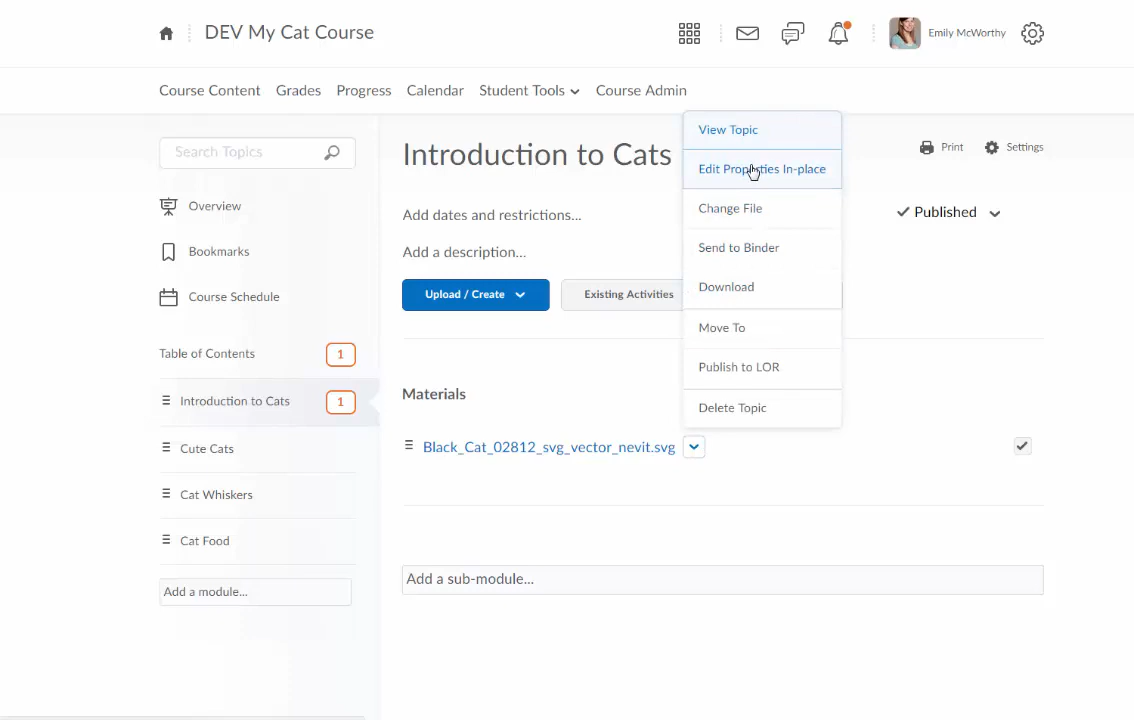 DEV My Cat Course
Emily McWorthy
Course Content Grades Progress Calendar Student Tools Course Admin
Search Topics
Overview
Bookmarks
Course Schedule
Table of Contents 1
Introduction to Cats 1
Cute Cats
Cat Whiskers
Cat Food
Add a module...
Introduction to Cats
Print Settings
Add dates and restrictions...
Published
Add a description...
Upload / Create Existing Activities
View Topic
Edit Properties In-place
Change File
Send to Binder
Download
Move To
Publish to LOR
Delete Topic
Materials
Black_Cat_02812_svg_vector_nevit.svg
Add a sub-module...